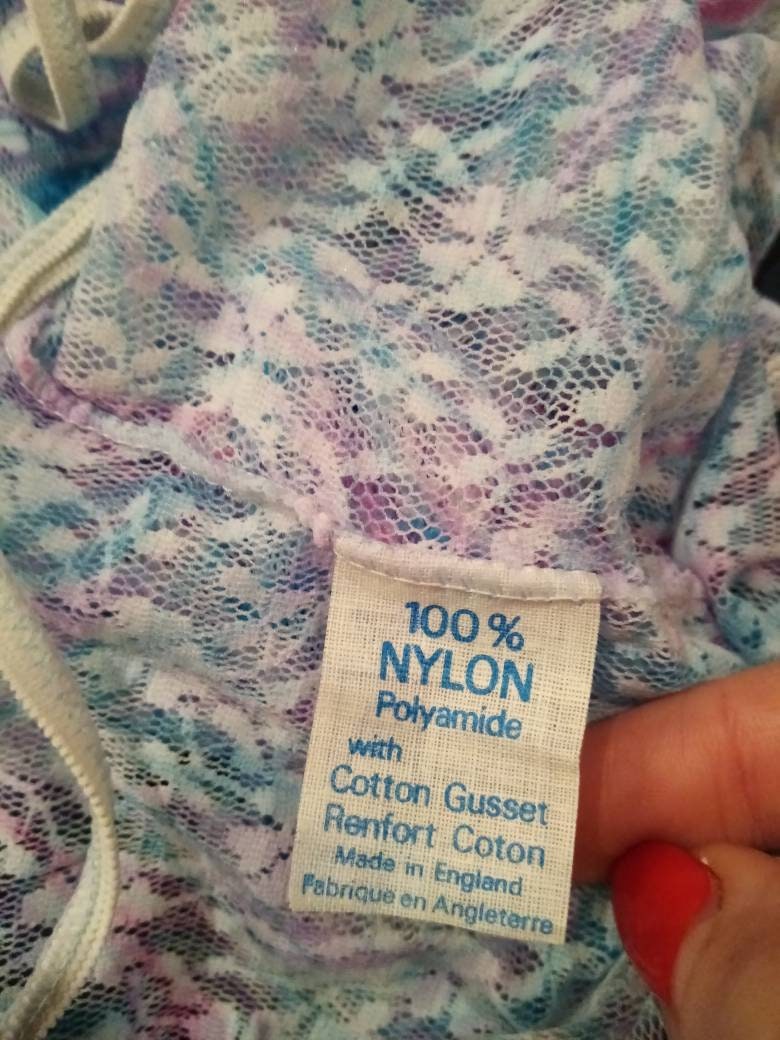 100%
NYLON
Polyamide
with
Cotton Gusset
Renfort Coton
Made in England
Fabrique en Angleterre